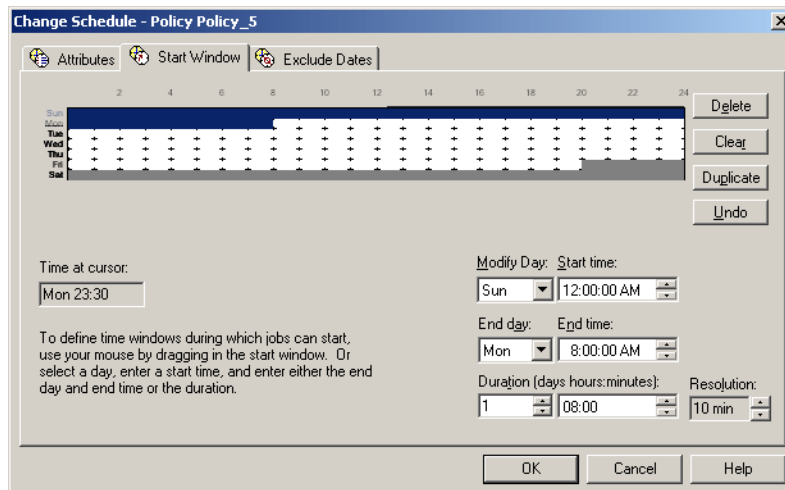 Change Schedule - Policy Policy_5
Attributes
Start Window
Exclude Dates
2 4 6 8 10 12 14 16 18 20 22 24
Sun
Mon
Tue
Wed
Thu
Fri
Sat
Delete
Clear
Duplicate
Undo
Time at cursor:
Mon 23:30
To define time windows during which jobs can start,
use your mouse by dragging in the start window. Or
select a day, enter a start time, and enter either the end
day and end time or the duration.
Modify Day: Start time:
Sun 12:00:00 AM
End day: End time:
Mon 8:00:00 AM
Duration (days hours:minutes): Resolution:
1 08:00 10 min
OK Cancel Help